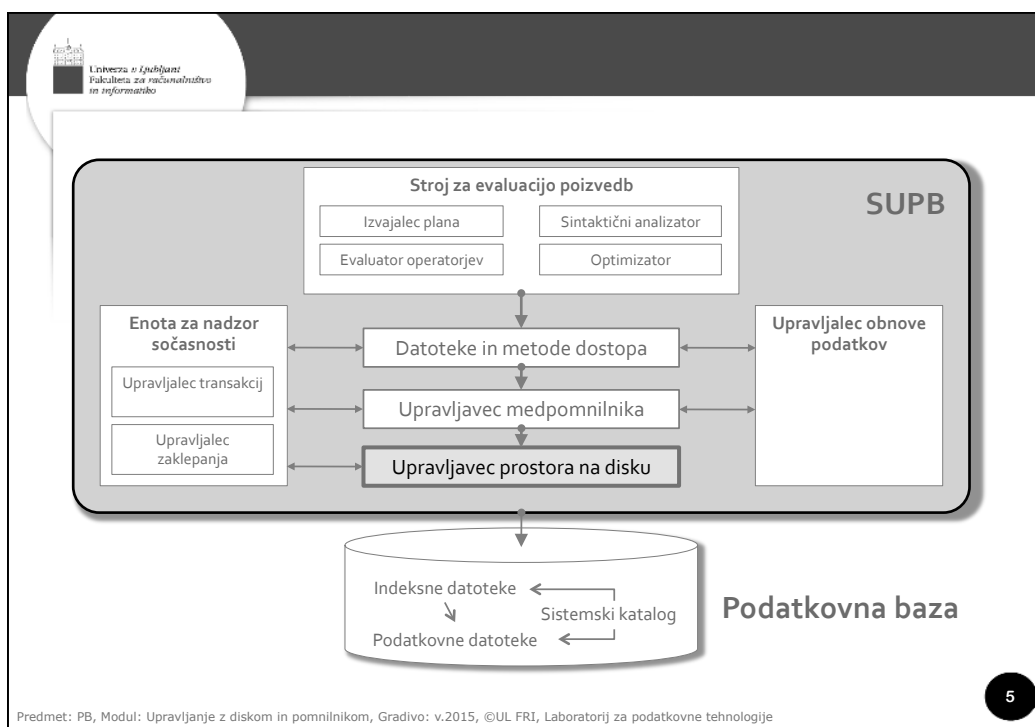 Univerza v Ljubljani
Fakulteta za računalništvo
in informatiko
Stroj za evaluacijo poizvedb
SUPB
Izvajalec plana
Sintaktični analizator
Evaluator operatorjev
Optimizator
Enota za nadzor
sočasnosti
Upravljalec transakcij
Upravljalec
zaklepanja
Datoteke in metode dostopa
Upravljavec medpomnilnika
Upravljavec prostora na disku
Upravljalec obnove
podatkov
Indeksne datoteke
Sistemski katalog
Podatkovne datoteke
Podatkovna baza
5
Predmet: PB, Modul: Upravljanje z diskom in pomnilnikom, Gradivo: v.2015, ©UL FRI, Laboratorij za podatkovne tehnologije